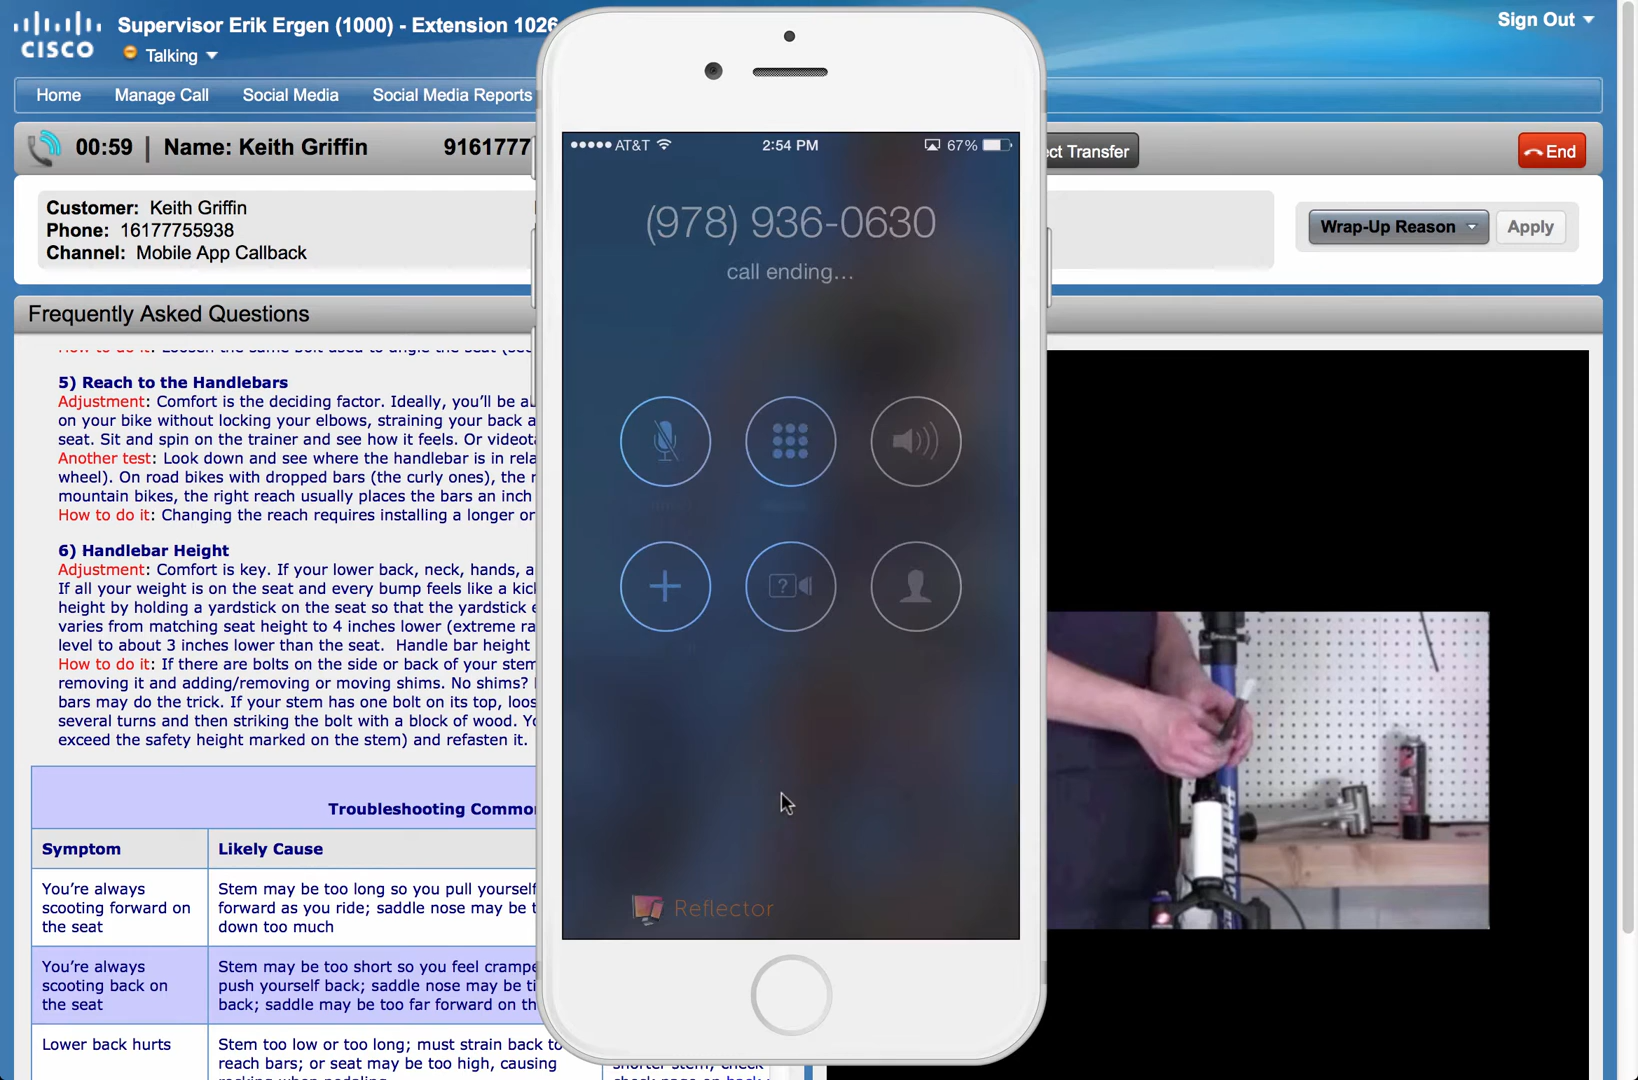 CISCO
Supervisor Erik Ergen (1000) - Extension 1026
Talking
Sign Out
Home Manage Call Social Media Social Media Reports
00:59 | Name: Keith Griffin 9161777
ct Transfer
End
Customer: Keith Griffin
Phone: 16177755938
Channel: Mobile App Callback
Wrap-Up Reason
Apply
Frequently Asked Questions
5) Reach to the Handlebars
Adjustment: Comfort is the deciding factor. Ideally, you’ll be a
on your bike without locking your elbows, straining your back a
seat. Sit and spin on the trainer and see how it feels. Or videot
Another test: Look down and see where the handlebar is in rela
wheel). On road bikes with dropped bars (the curly ones), the r
mountain bikes, the right reach usually places the bars an inch
How to do it: Changing the reach requires installing a longer or
6) Handlebar Height
Adjustment: Comfort is key. If your lower back, neck, hands, a
If all your weight is on the seat and every bump feels like a kic
height by holding a yardstick on the seat so that the yardstick
varies from matching seat height to 4 inches lower (extreme ra
level to about 3 inches lower than the seat. Handle bar height
How to do it: If there are bolts on the side or back of your stem
removing it and adding/removing or moving shims. No shims?
bars may do the trick. If your stem has one bolt on its top, loos
several turns and then striking the bolt with a block of wood. Yo
exceed the safety height marked on the stem) and refasten it.
Troubleshooting Commo
Symptom Likely Cause
You’re always
scooting forward on
the seat
Stem may be too long so you pull yourself
forward as you ride; saddle nose may be t
down too much
You’re always
scooting back on
the seat
Stem may be too short so you feel crampe
push yourself back; saddle nose may be ti
back; saddle may be too far forward on th
Lower back hurts
Stem too low or too long; must strain back to
reach bars; or seat may be too high, causing
AT&T 2:54 PM 67%
(978) 936-0630
call ending…
?
Reflector